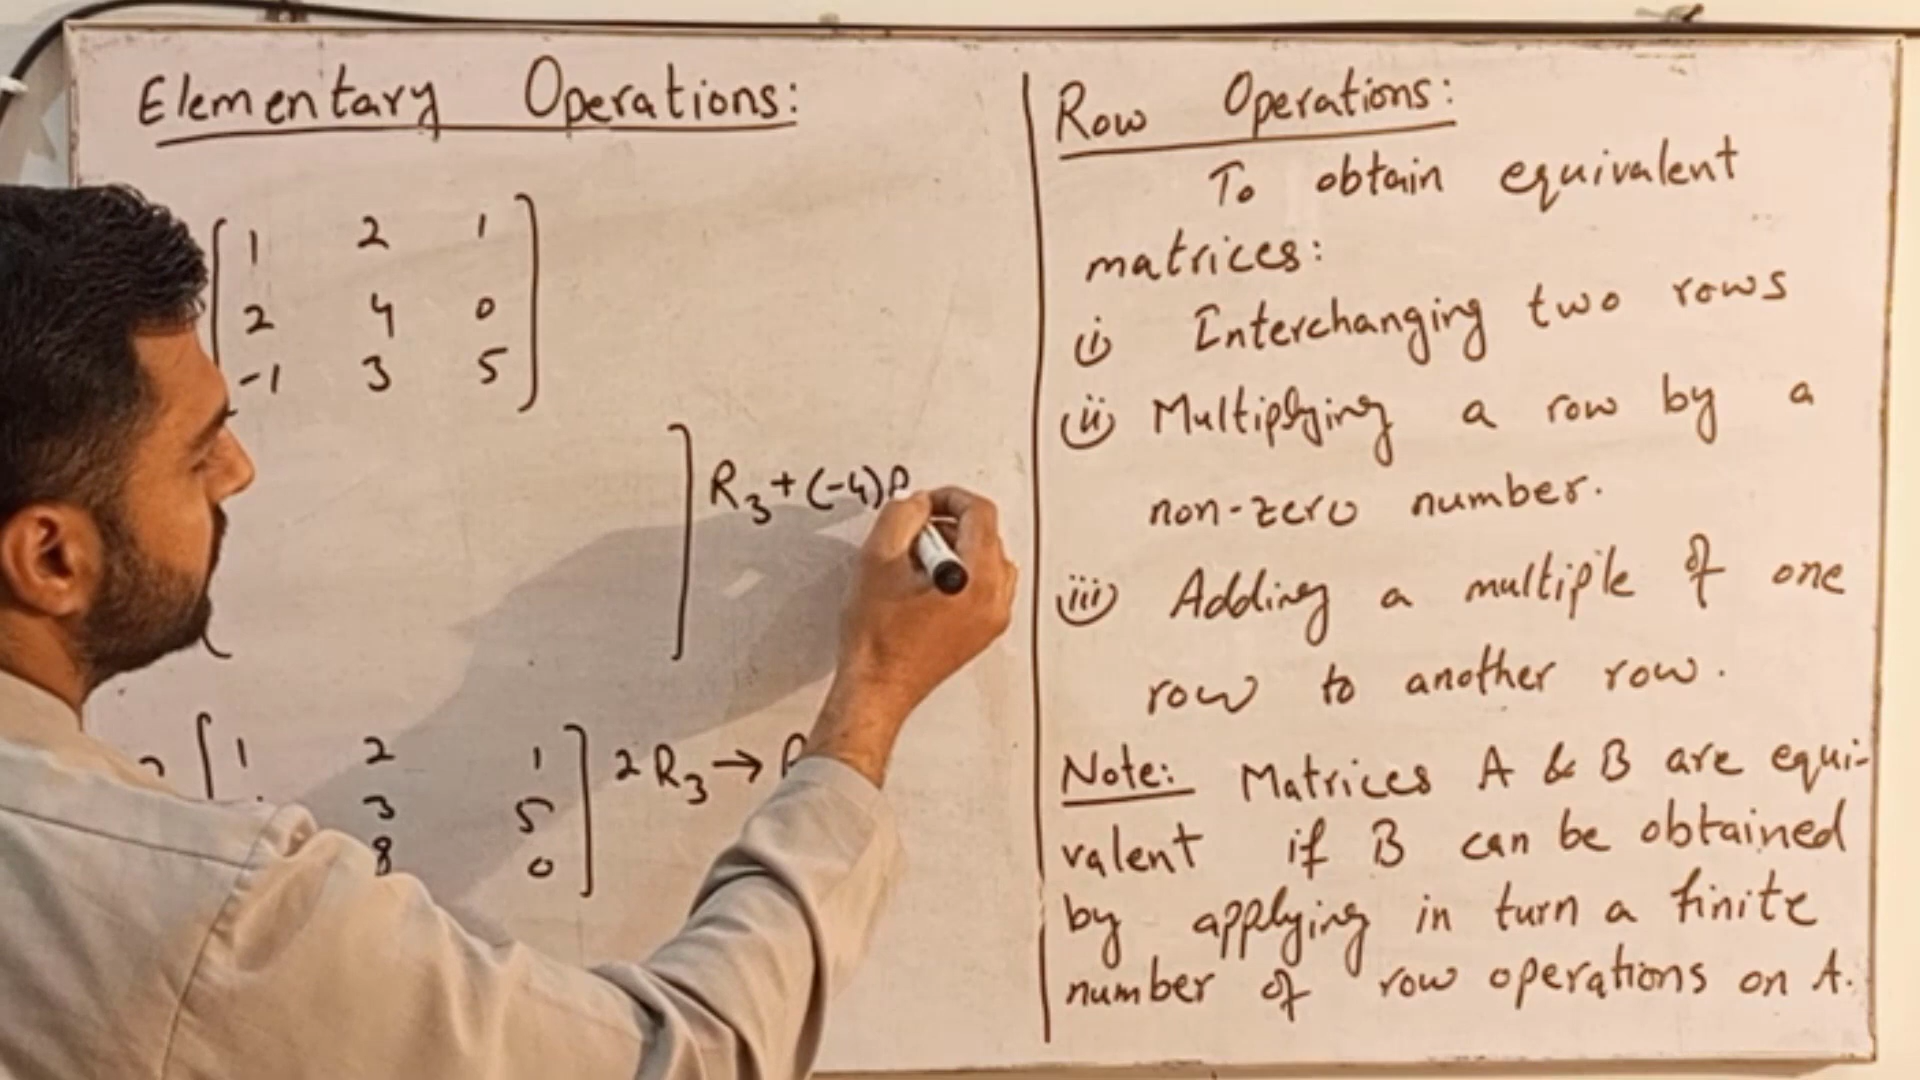 Elementary Operations:
1 2 1
2 4 0
-1 3 5
R3+(-4)
1 2 1
3 5
8 0
2R3→
Row Operations:
To obtain equivalent
matrices:
(i) Interchanging two rows
(ii) Multiplying a row by a
non-zero number.
(iii) Adding a multiple of one
row to another row.
Note: Matrices A & B are equi-
valent if B can be obtained
by applying in turn a finite
number of row operations on A.